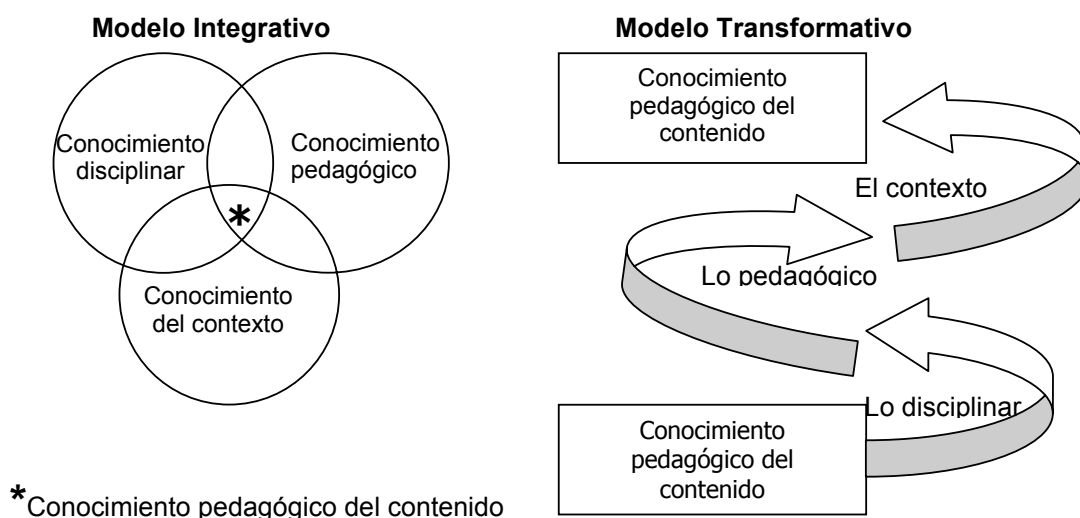 Modelo Integrativo
Conocimiento
disciplinar
Conocimiento
pedagógico
*
Conocimiento
del contexto
*Conocimiento pedagógico del contenido
Modelo Transformativo
Conocimiento
pedagógico del
contenido
El contexto
Lo pedagógico
Lo disciplinar
Conocimiento
pedagógico del
contenido